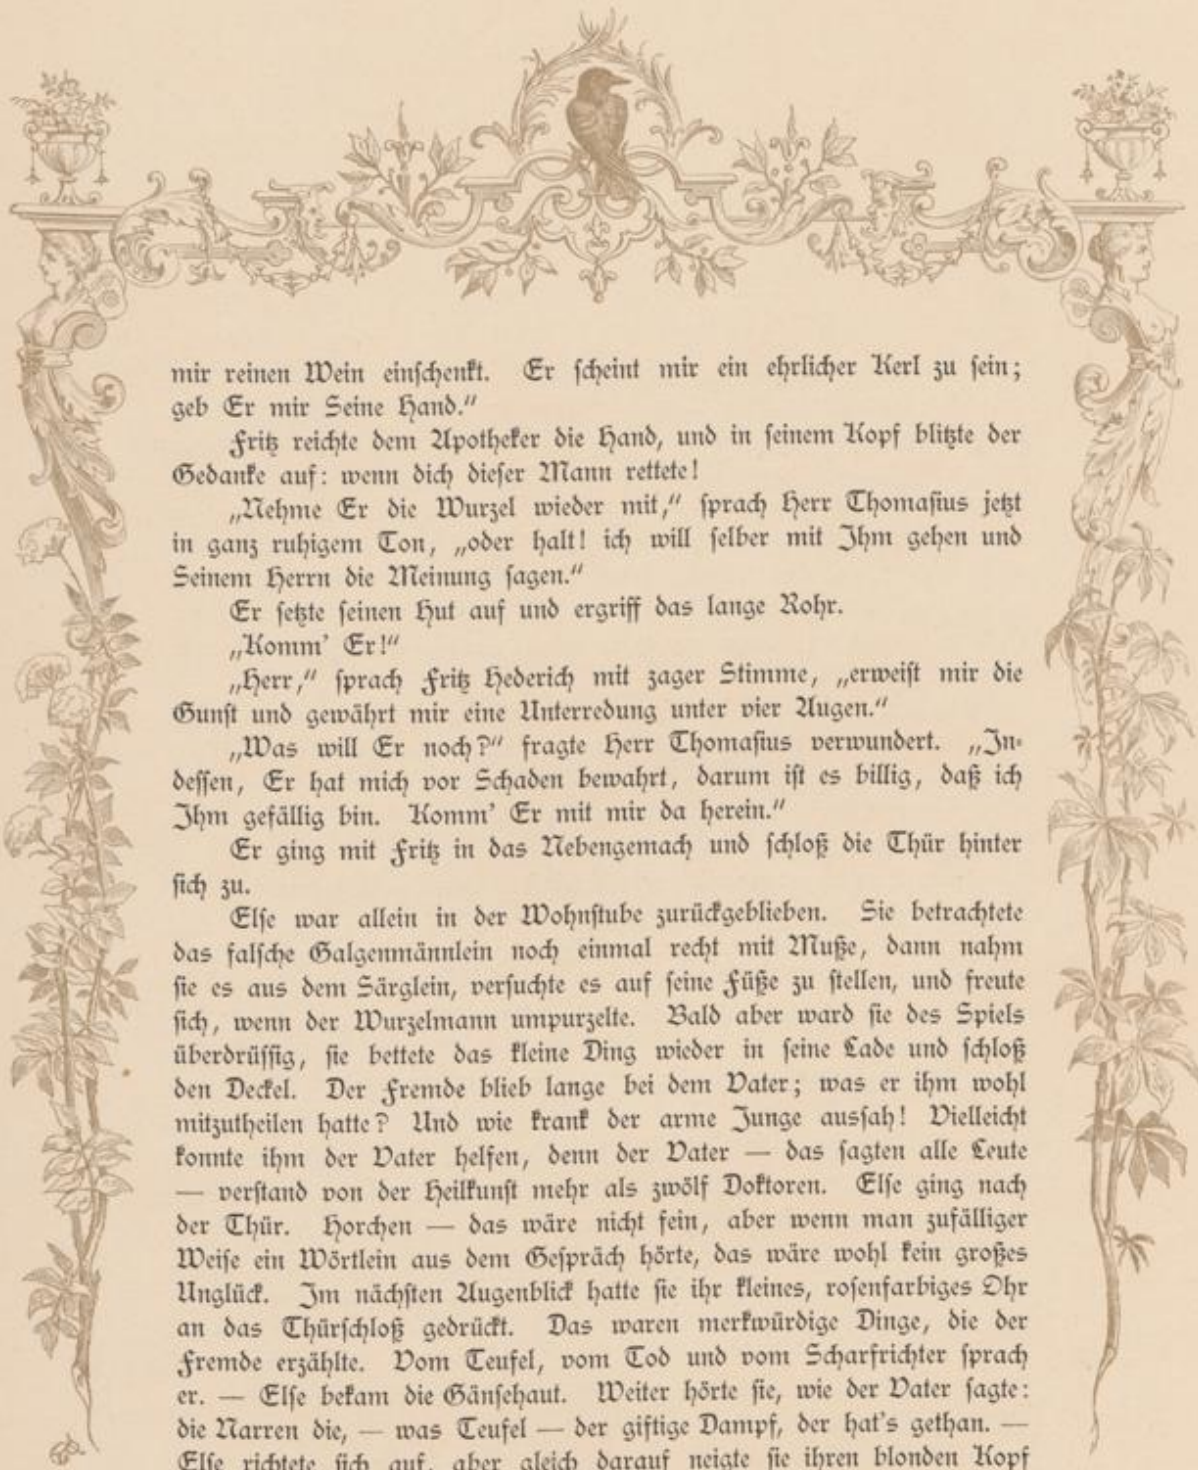 mir reinen Wein einſchenkt. Er ſcheint mir ein ehrlicher Kerl zu ſein;
geb Er mir Seine Hand.“
Fritz reichte dem Apotheker die Hand, und in ſeinem Kopf blitzte der
Gedanke auf: wenn dich dieſer Mann rettete!
„Nehme Er die Wurzel wieder mit,“ ſprach Herr Thomaſius jetzt
in ganz ruhigem Ton, „oder halt! ich will ſelber mit Ihm gehen und
Seinem Herrn die Meinung ſagen.“
Er ſetzte ſeinen Hut auf und ergriff das lange Rohr.
„Komm’ Er!“
„Herr,“ ſprach Fritz Hederich mit zager Stimme, „erweiſt mir die
Gunſt und gewährt mir eine Unterredung unter vier Augen.“
„Was will Er noch?“ fragte Herr Thomaſius verwundert. „In-
deſſen, Er hat mich vor Schaden bewahrt, darum iſt es billig, daß ich
Ihm gefällig bin. Komm’ Er mit mir da herein.“
Er ging mit Fritz in das Nebengemach und ſchloß die Thür hinter
ſich zu.
Elſe war allein in der Wohnſtube zurückgeblieben. Sie betrachtete
das falſche Galgenmännlein noch einmal recht mit Muße, dann nahm
ſie es aus dem Särglein, verſuchte es auf ſeine Füße zu ſtellen, und freute
ſich, wenn der Wurzelmann umpurzelte. Bald aber ward ſie des Spiels
überdrüſſig, ſie bettete das kleine Ding wieder in ſeine Lade und ſchloß
den Deckel. Der Fremde blieb lange bei dem Vater; was er ihm wohl
mitzutheilen hatte? Und wie krank der arme Junge ausſah! Vielleicht
konnte ihm der Vater helfen, denn der Vater — das ſagten alle Leute
— verſtand von der Heilkunſt mehr als zwölf Doktoren. Elſe ging nach
der Thür. Horchen — das wäre nicht fein, aber wenn man zufälliger
Weiſe ein Wörtlein aus dem Geſpräch hörte, das wäre wohl kein großes
Unglück. Im nächſten Augenblick hatte ſie ihr kleines, roſenfarbiges Ohr
an das Thürſchloß gedrückt. Das waren merkwürdige Dinge, die der
Fremde erzählte. Vom Teufel, vom Tod und vom Scharfrichter ſprach
er. — Elſe bekam die Gänſehaut. Weiter hörte ſie, wie der Vater ſagte:
die Narren die, — was Teufel — der giftige Dampf, der hat’s gethan. —
Elſe richtete ſich auf, aber gleich darauf neigte ſie ihren blonden Kopf